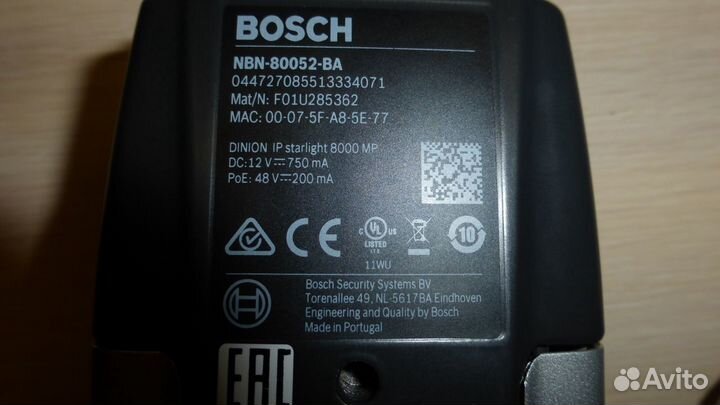 BOSCH
NBN-80052-BA
044727085513334071
Mat/N: F01U285362
MAC: 00-07-5F-A8-5E-77
DINION IP starlight 8000 MP
DC: 12 V⎓750 mA
PoE: 48 V⎓200 mA
C UL US
LISTED
I.T.E.
CE
10
11WU
Bosch Security Systems BV
Torenallee 49, NL-5617BA Eindhoven
Engineering and Quality by Bosch
Made in Portugal
EAC
Avito